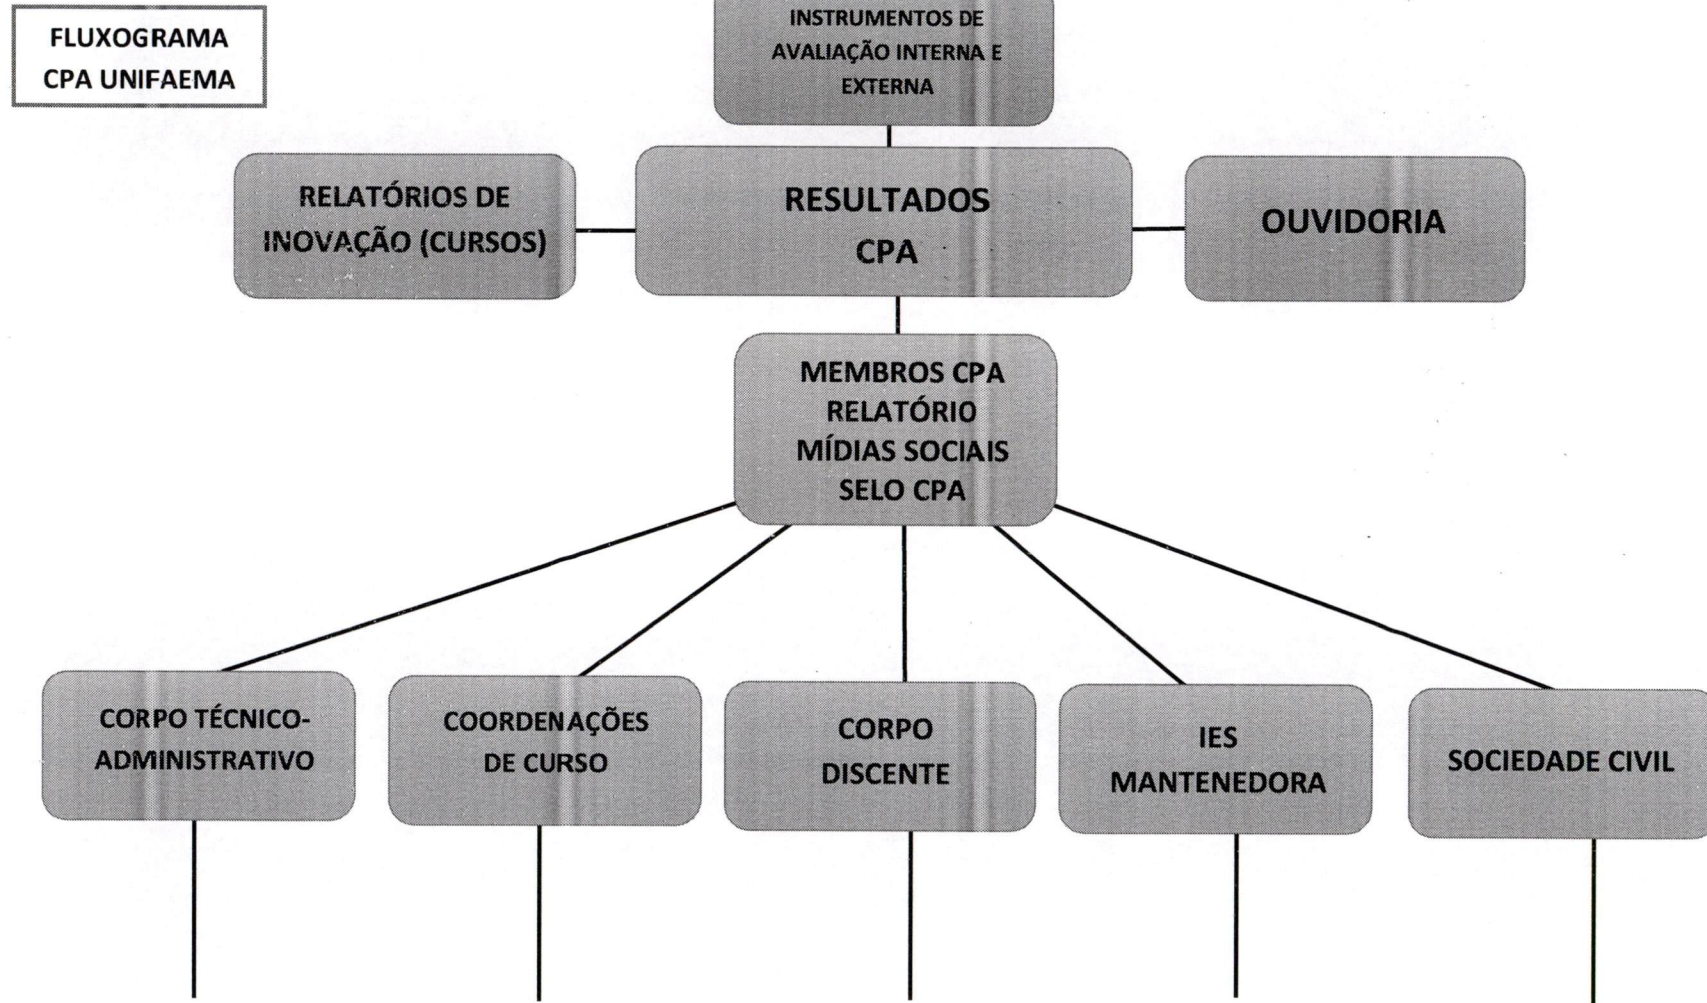 FLUXOGRAMA
CPA UNIFAEMA
INSTRUMENTOS DE
AVALIAÇÃO INTERNA E
EXTERNA
RELATÓRIOS DE
INOVAÇÃO (CURSOS)
RESULTADOS
CPA
OUVIDORIA
MEMBROS CPA
RELATÓRIO
MÍDIAS SOCIAIS
SELO CPA
CORPO TÉCNICO-
ADMINISTRATIVO
COORDENAÇÕES
DE CURSO
CORPO
DISCENTE
IES
MANTENEDORA
SOCIEDADE CIVIL